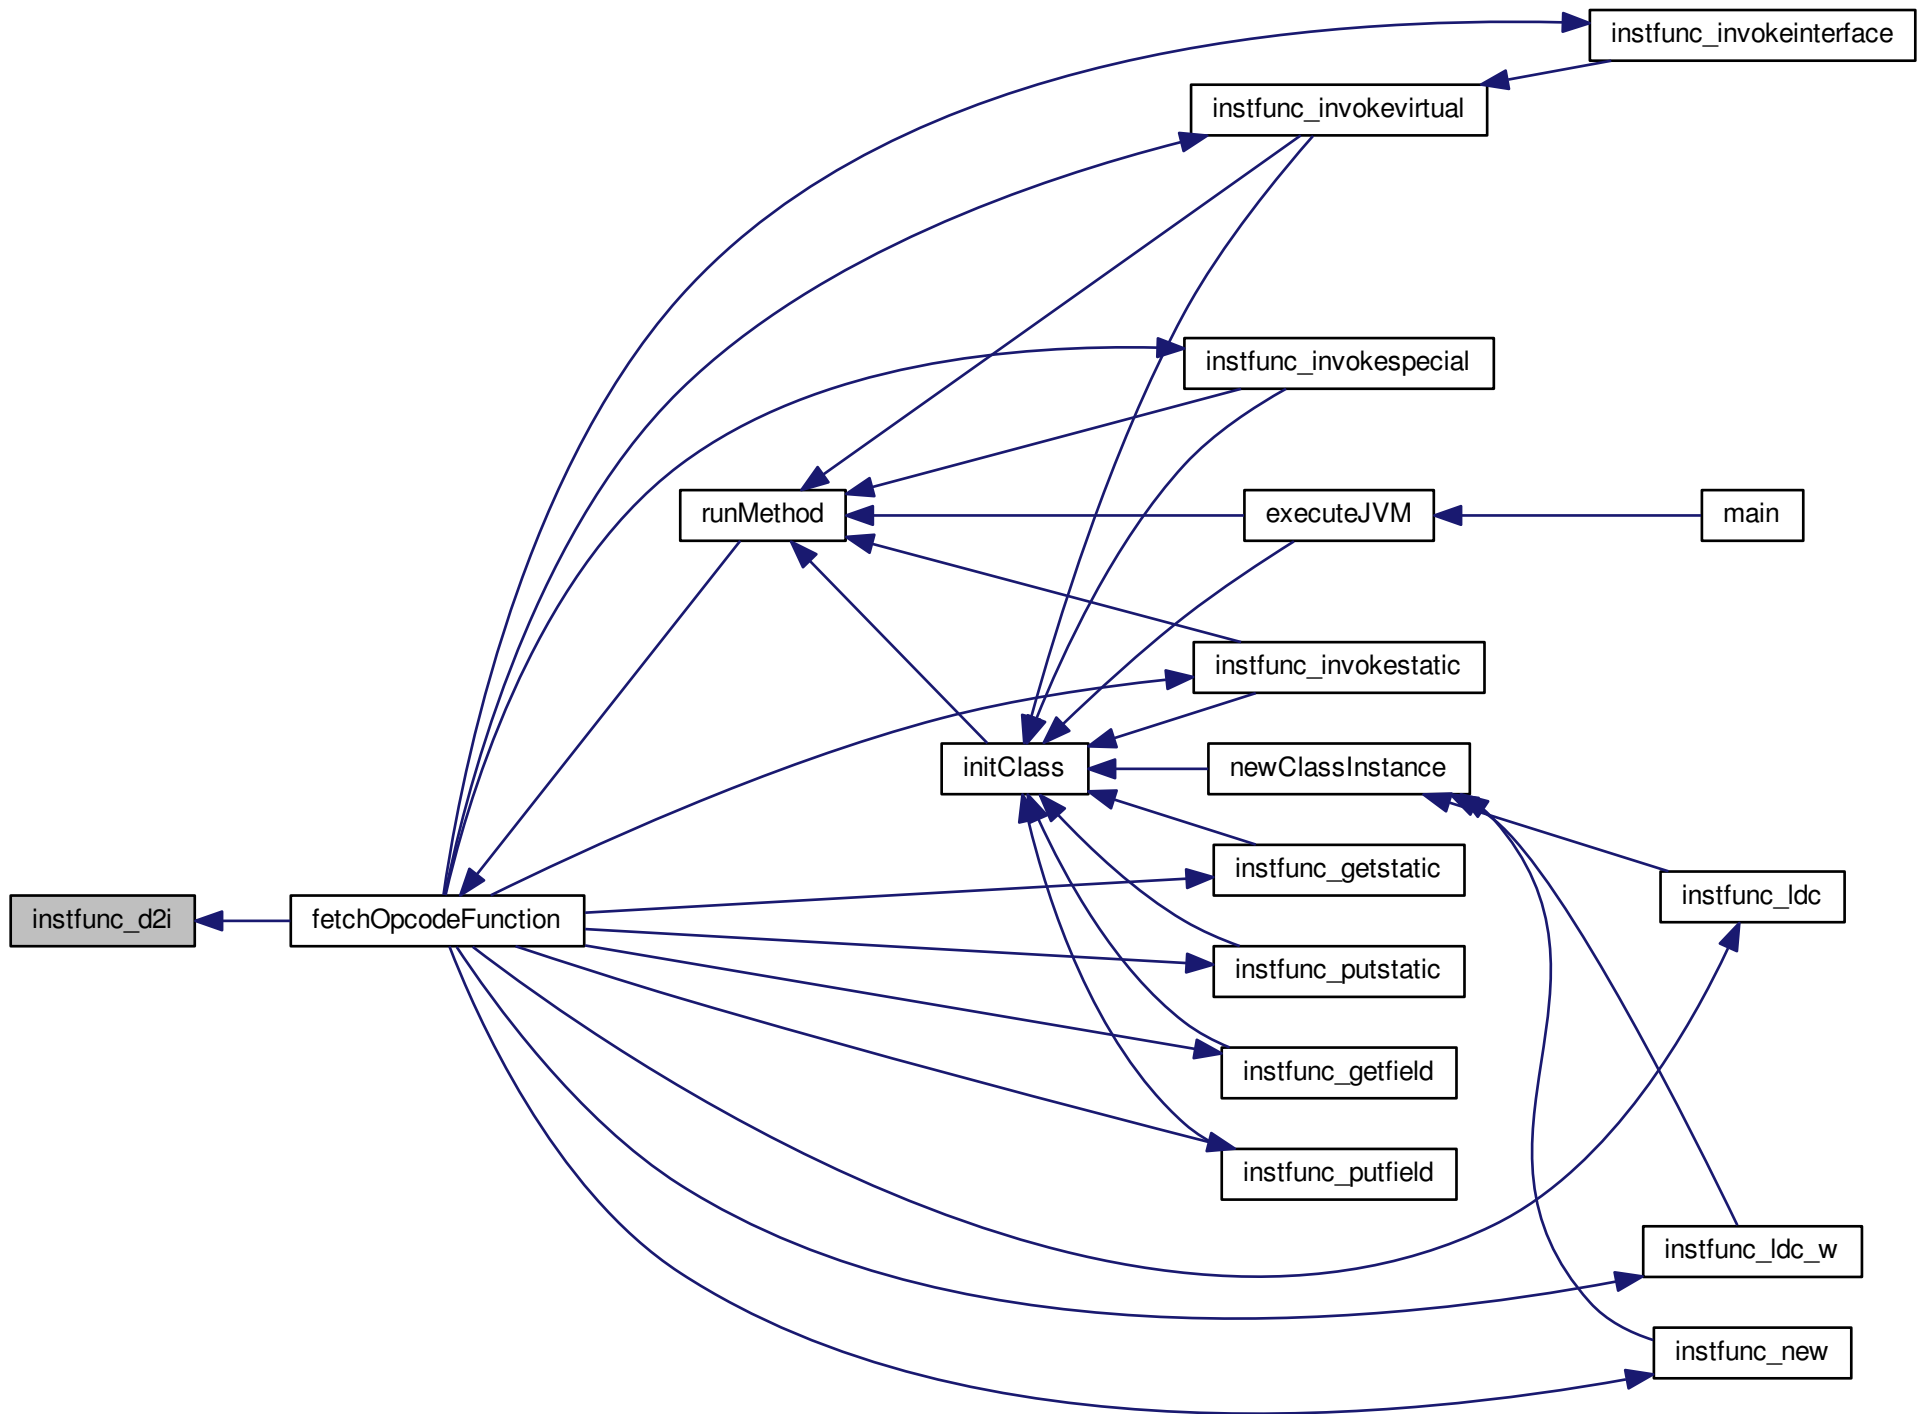 instfunc_invokeinterface
instfunc_invokevirtual
instfunc_invokespecial
runMethod
executeJVM
main
instfunc_invokestatic
initClass
newClassInstance
instfunc_getstatic
instfunc_ldc
instfunc_d2i
fetchOpcodeFunction
instfunc_putstatic
instfunc_getfield
instfunc_putfield
instfunc_ldc_w
instfunc_new